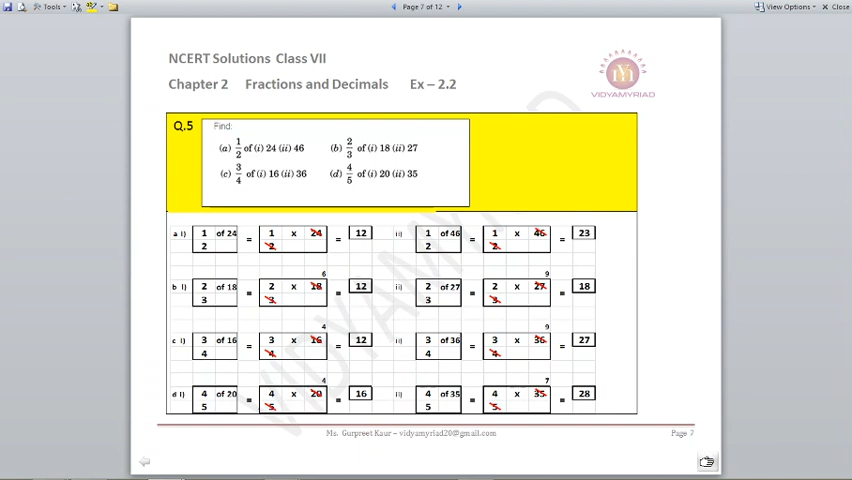 Tools
Page 7 of 12
View Options
Close
NCERT Solutions Class VII
Chapter 2 Fractions and Decimals Ex – 2.2
VIDYAMYRIAD
Q.5 Find:
(a) 1/2 of (i) 24 (ii) 46 (b) 2/3 of (i) 18 (ii) 27
(c) 3/4 of (i) 16 (ii) 36 (d) 4/5 of (i) 20 (ii) 35
a i) 1/2 of 24 = 1/2 x 24 = 12 ii) 1/2 of 46 = 1/2 x 46 = 23
6 9
b i) 2/3 of 18 = 2/3 x 18 = 12 ii) 2/3 of 27 = 2/3 x 27 = 18
4 9
c i) 3/4 of 16 = 3/4 x 16 = 12 ii) 3/4 of 36 = 3/4 x 36 = 27
4 7
d i) 4/5 of 20 = 4/5 x 20 = 16 ii) 4/5 of 35 = 4/5 x 35 = 28
VIDYAMYRIAD
Ms. Gurpreet Kaur – vidyamyriad20@gmail.com Page 7